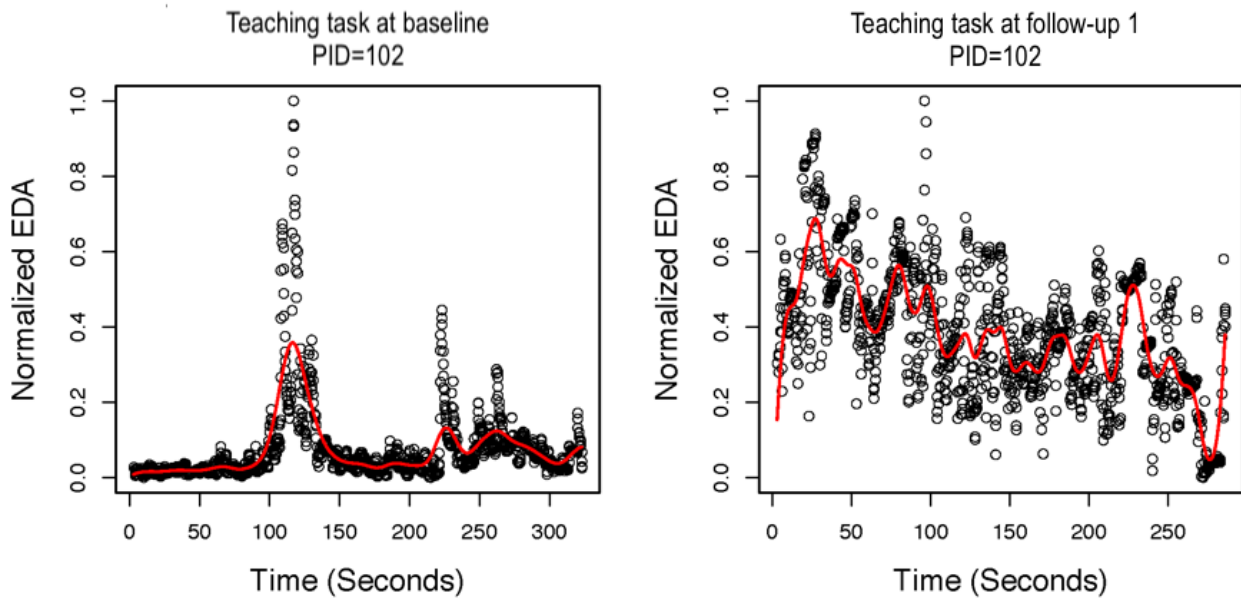 Teaching task at baseline
PID=102
Normalized EDA
1.0
0.8
0.6
0.4
0.2
0.0
0 50 100 150 200 250 300
Time (Seconds)
Teaching task at follow-up 1
PID=102
Normalized EDA
1.0
0.8
0.6
0.4
0.2
0.0
0 50 100 150 200 250
Time (Seconds)